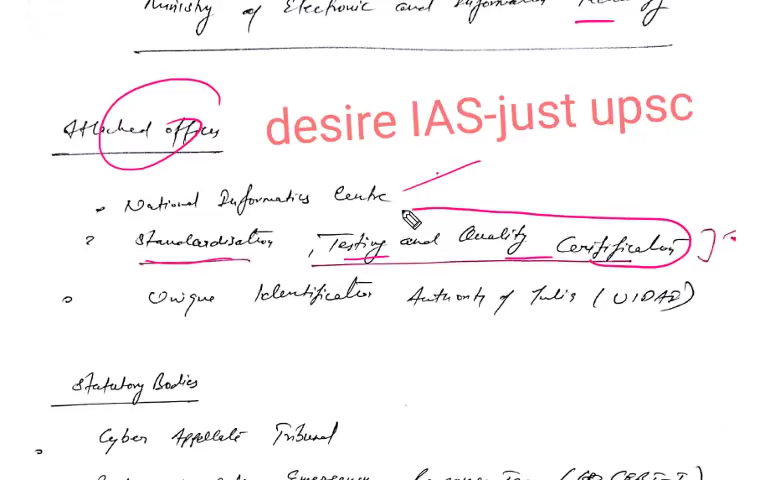 Ministry of Electronic and Information
Attached offices
desire IAS-just upsc
National Informatics Centre
Standardisation , Testing and Quality Certification
Unique Identification Authority of India (UIDAI)
Statutory Bodies
Cyber Appellate Tribunal
Emergency